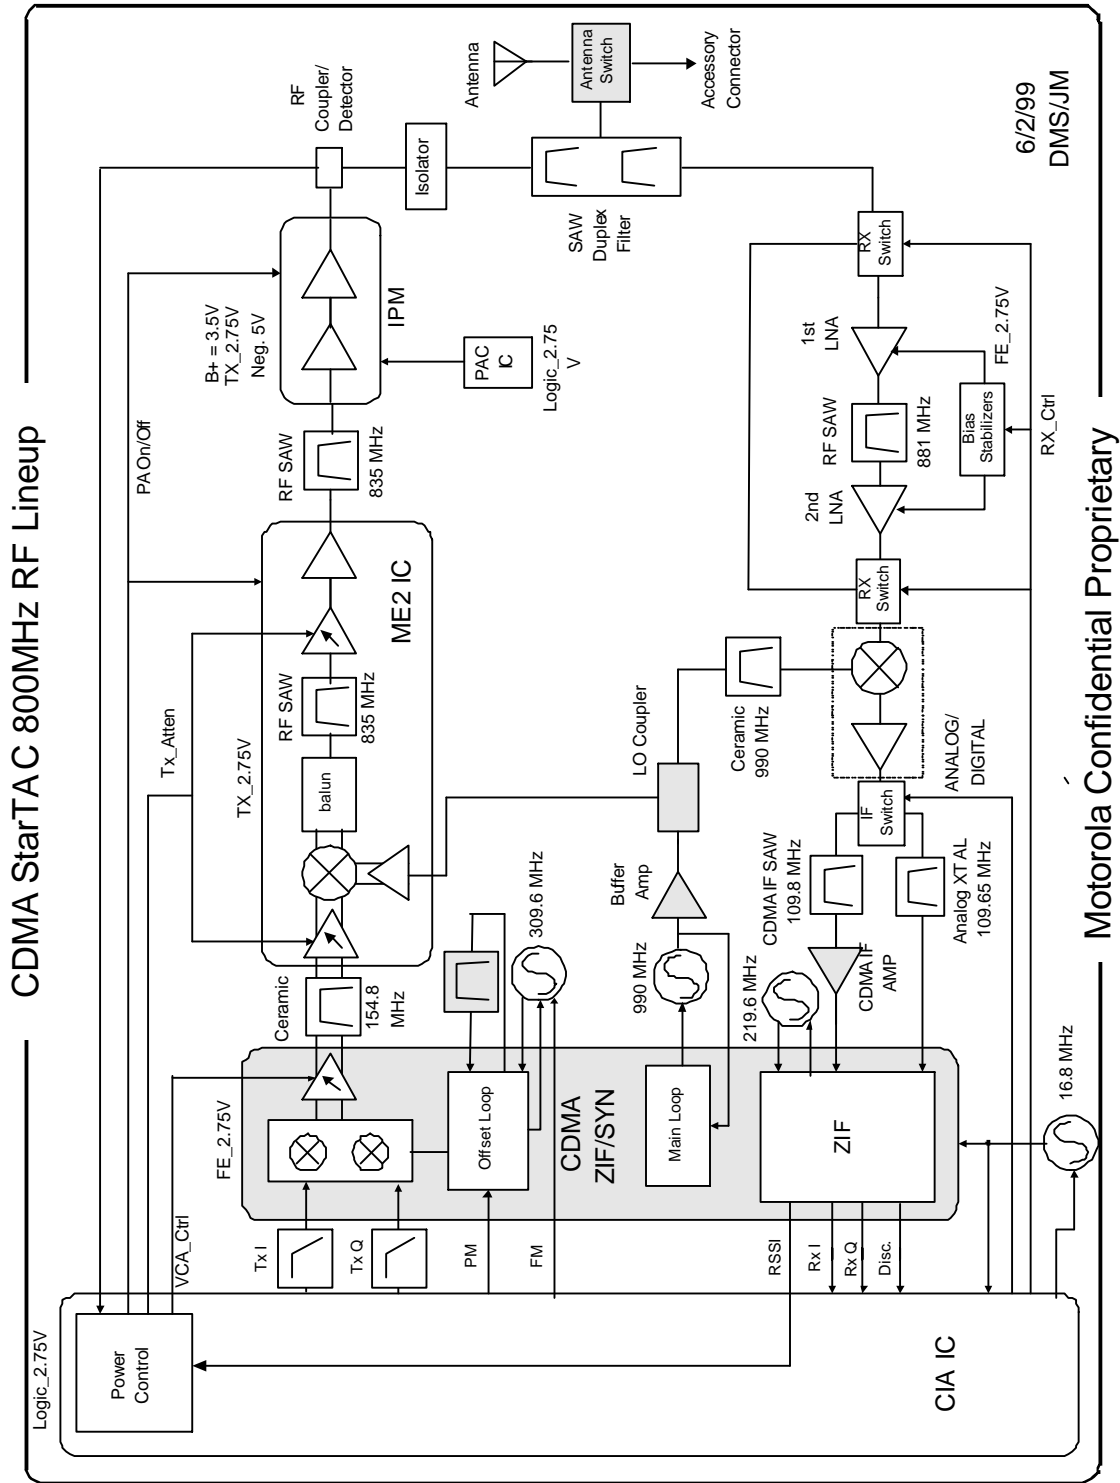 CDMA StarTAC 800MHz RF Lineup
Logic_2.75V
Power
Control
VCA_Ctrl
Tx_Atten
PA On/Off
FE_2.75V
Ceramic
154.8
MHz
TX_2.75V
balun
RF SAW
835 MHz
ME2 IC
RF SAW
835 MHz
B+ = 3.5V
TX_2.75V
Neg. 5V
IPM
PAC
IC
Logic_2.75
V
RF
Coupler/
Detector
Isolator
Antenna
Antenna
Switch
Accessory
Connector
SAW
Duplex
Filter
Tx I
Tx Q
PM
FM
Offset Loop
309.6 MHz
CDMA
ZIF/SYN
Main Loop
990 MHz
Buffer
Amp
LO Coupler
Ceramic
990 MHz
RSSI
Rx I
Rx Q
Disc.
ZIF
219.6 MHz
CDMA IF SAW
109.8 MHz
CDMA IF
AMP
Analog XTAL
109.65 MHz
IF
Switch
ANALOG/
DIGITAL
RX
Switch
2nd
LNA
RF SAW
881 MHz
1st
LNA
RX
Switch
Bias
Stabilizers
FE_2.75V
RX_Ctrl
CIA IC
16.8 MHz
6/2/99
DMS/JM
Motorola Confidential Proprietary